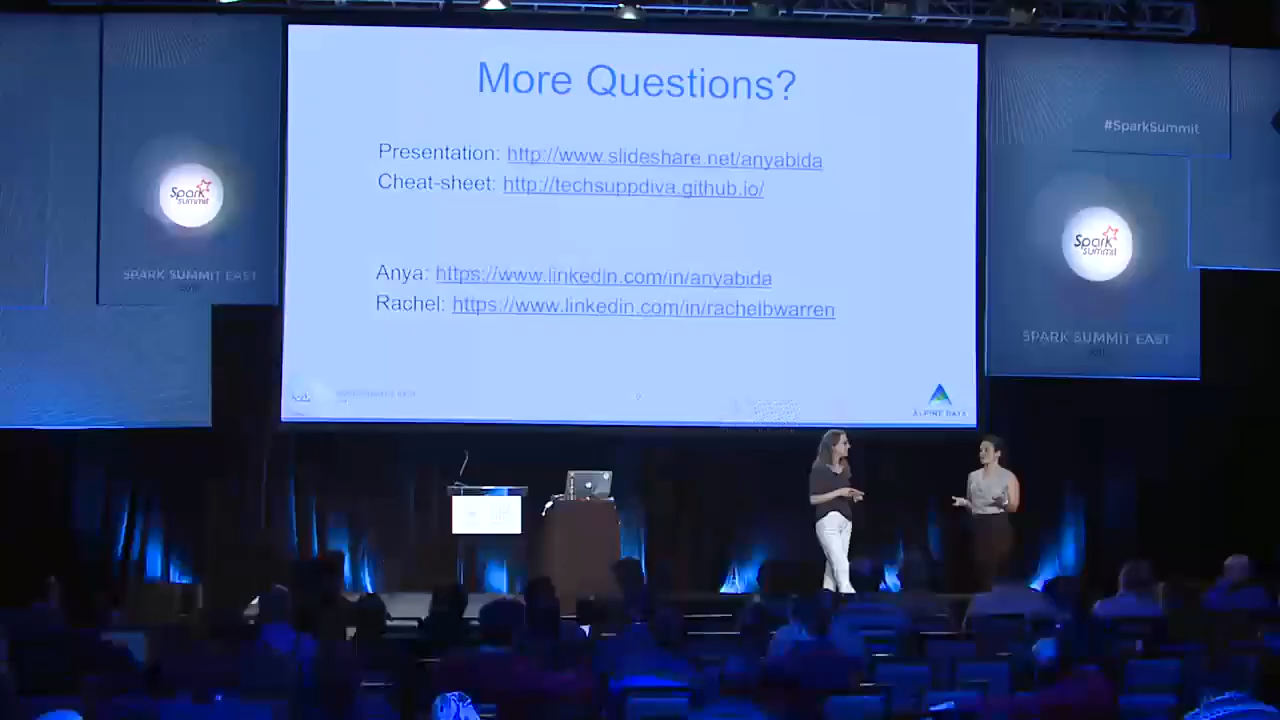 More Questions?
Presentation: http://www.slideshare.net/anyabida
Cheat-sheet: http://techsuppdiva.github.io/
Anya: https://www.linkedin.com/in/anyabida
Rachel: https://www.linkedin.com/in/rachelbwarren
ALPINE DATA
Spark
Summit
SPARK SUMMIT EAST
#SparkSummit
Spark
Summit
SPARK SUMMIT EAST